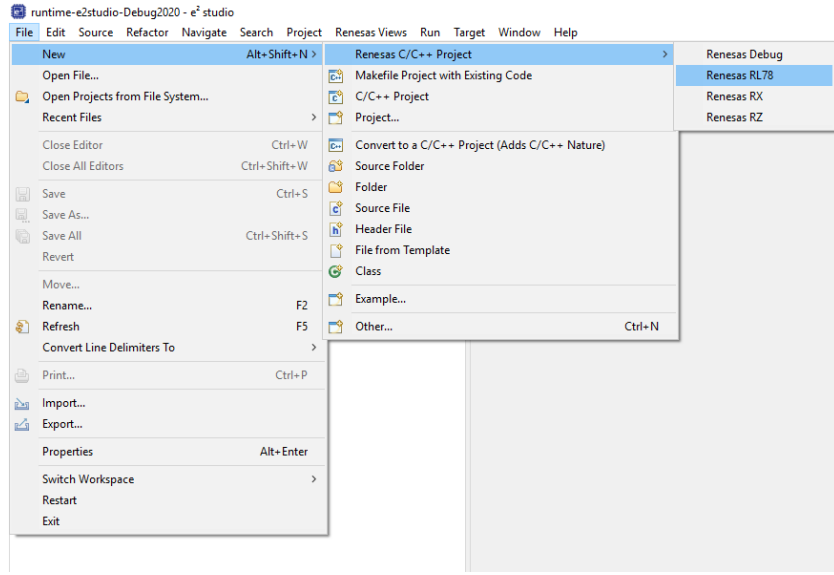 runtime-e2studio-Debug2020 - e² studio
File Edit Source Refactor Navigate Search Project Renesas Views Run Target Window Help
New Alt+Shift+N >
Open File...
Open Projects from File System...
Recent Files >
Close Editor Ctrl+W
Close All Editors Ctrl+Shift+W
Save Ctrl+S
Save As...
Save All Ctrl+Shift+S
Revert
Move...
Rename... F2
Refresh F5
Convert Line Delimiters To >
Print... Ctrl+P
Import...
Export...
Properties Alt+Enter
Switch Workspace >
Restart
Exit
Renesas C/C++ Project >
Makefile Project with Existing Code
C/C++ Project
Project...
Convert to a C/C++ Project (Adds C/C++ Nature)
Source Folder
Folder
Source File
Header File
File from Template
Class
Example...
Other... Ctrl+N
Renesas Debug
Renesas RL78
Renesas RX
Renesas RZ